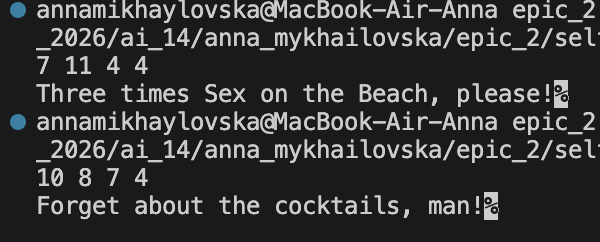 annamikhaylovska@MacBook-Air-Anna epic_2
_2026/ai_14/anna_mykhailovska/epic_2/sel
7 11 4 4
Three times Sex on the Beach, please!%
annamikhaylovska@MacBook-Air-Anna epic_2
_2026/ai_14/anna_mykhailovska/epic_2/sel
10 8 7 4
Forget about the cocktails, man!%